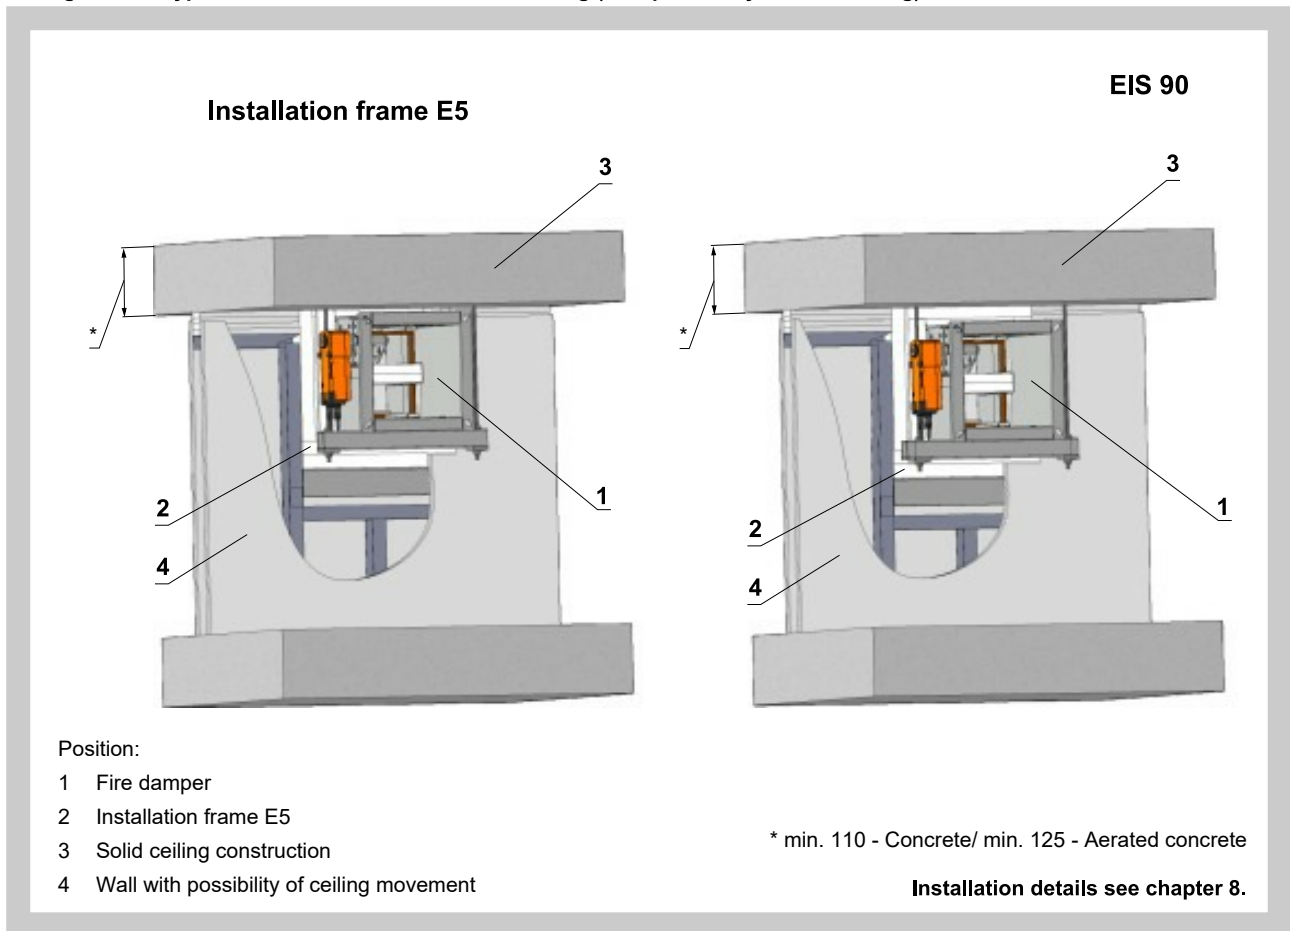 EIS 90
Installation frame E5
3
3
*
*
1
1
2
2
4
4
Position:
1 Fire damper
2 Installation frame E5
3 Solid ceiling construction
4 Wall with possibility of ceiling movement
* min. 110 - Concrete/ min. 125 - Aerated concrete
Installation details see chapter 8.